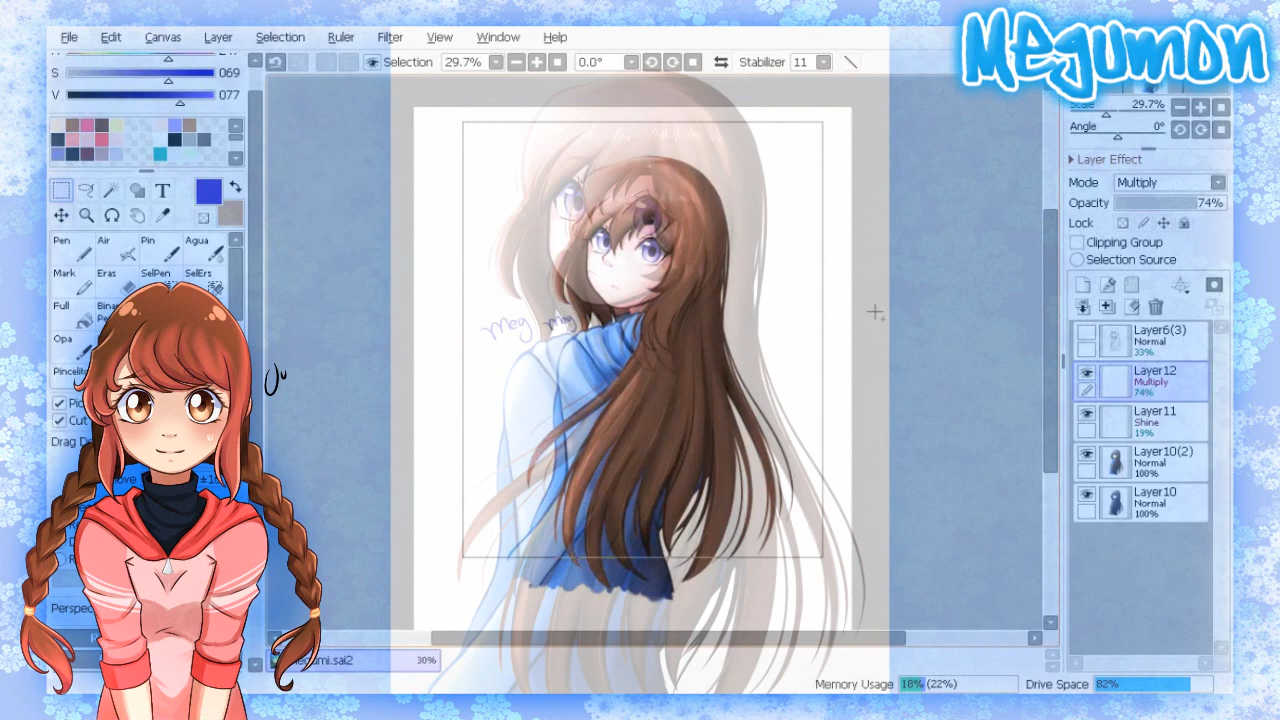 Megumon
File Edit Canvas Layer Selection Ruler Filter View Window Help
Selection 29.7% 0.0° Stabilizer 11
S 069
V 077
Scale 29.7%
Angle 0°
Layer Effect
Mode Multiply
Opacity 74%
Lock
Clipping Group
Selection Source
T
Pen Air Pin Agua
Mark Eras SelPen SelErs
Full
Opa
Layer6(3)
Normal
33%
Layer12
Multiply
74%
Layer11
Shine
19%
Layer10(2)
Normal
100%
Layer10
Normal
100%
Meg Meg
30%
Memory Usage 18% (22%) Drive Space 82%